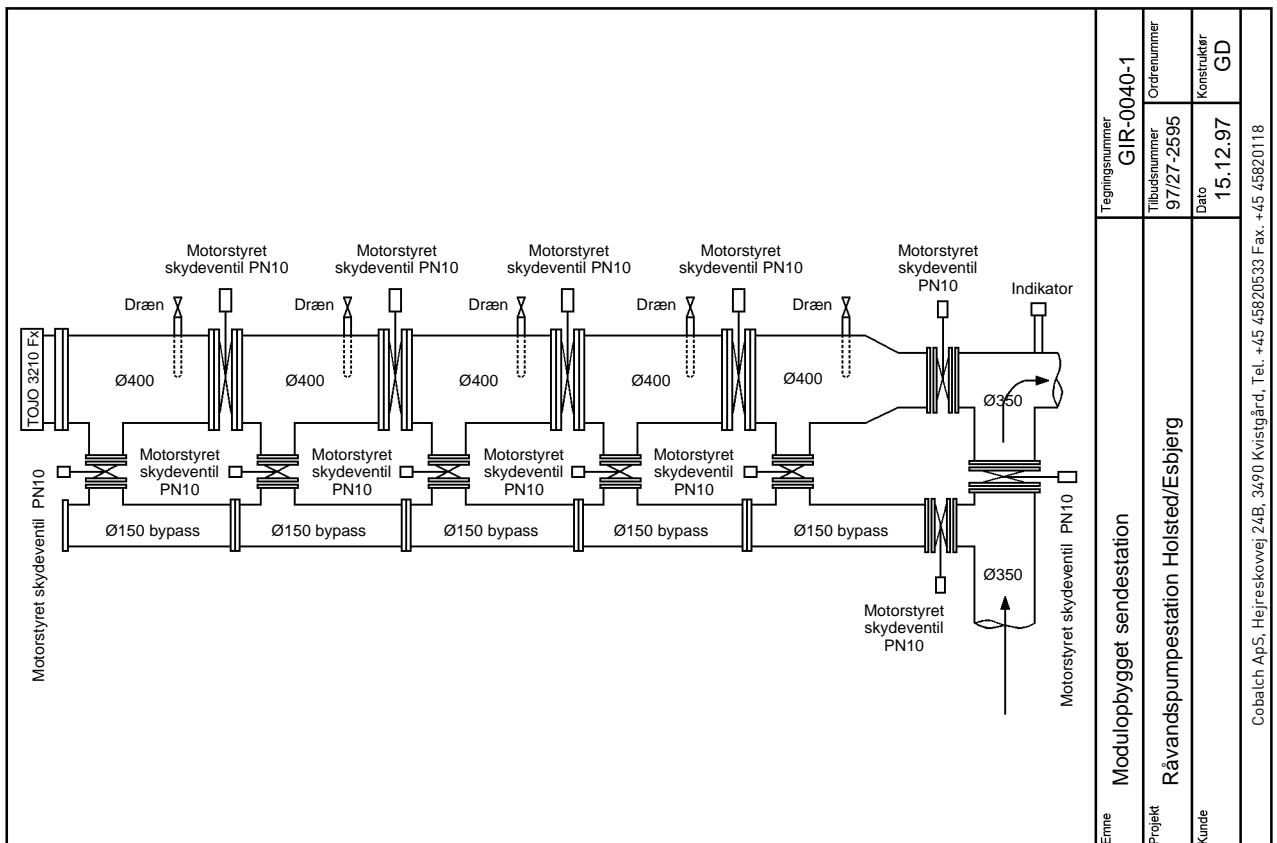 Motorstyret
skydeventil PN10
Motorstyret
skydeventil PN10
Motorstyret
skydeventil PN10
Motorstyret
skydeventil PN10
Motorstyret
skydeventil
PN10
Indikator
Dræn
Dræn
Dræn
Dræn
Dræn
TOJO 3210 Fx
Ø400
Ø400
Ø400
Ø400
Ø400
Ø350
Motorstyret skydeventil PN10
Motorstyret
skydeventil
PN10
Motorstyret
skydeventil
PN10
Motorstyret
skydeventil
PN10
Motorstyret
skydeventil
PN10
Ø150 bypass
Ø150 bypass
Ø150 bypass
Ø150 bypass
Ø150 bypass
Ø350
Motorstyret
skydeventil
PN10
Motorstyret skydeventil PN10
Emne
Modulopbygget sendestation
Tegningsnummer
GIR-0040-1
Projekt
Råvandspumpestation Holsted/Esbjerg
Tilbudsnummer
97/27-2595
Ordrenummer
Kunde
Dato
15.12.97
Konstruktør
GD
Cobalch ApS, Hejreskovvej 24B, 3490 Kvistgård, Tel. +45 45820533 Fax. +45 45820118